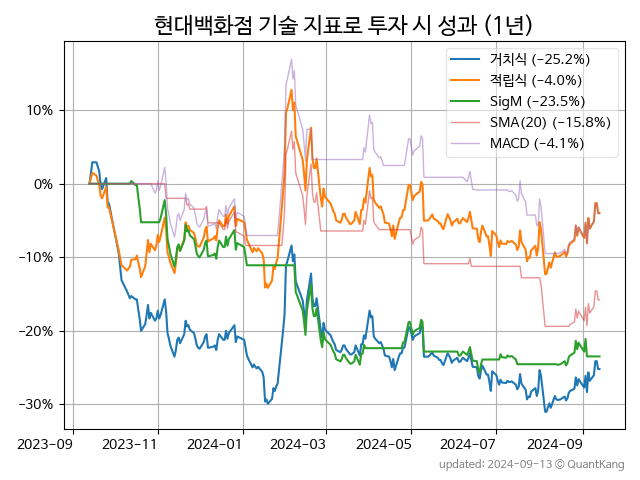 현대백화점 기술 지표로 투자 시 성과 (1년)
거치식 (−25.2%)
적립식 (−4.0%)
SigM (−23.5%)
SMA(20) (−15.8%)
MACD (−4.1%)
10%
0%
−10%
−20%
−30%
2023-09
2023-11
2024-01
2024-03
2024-05
2024-07
2024-09
updated: 2024-09-13 ⓒ QuantKang